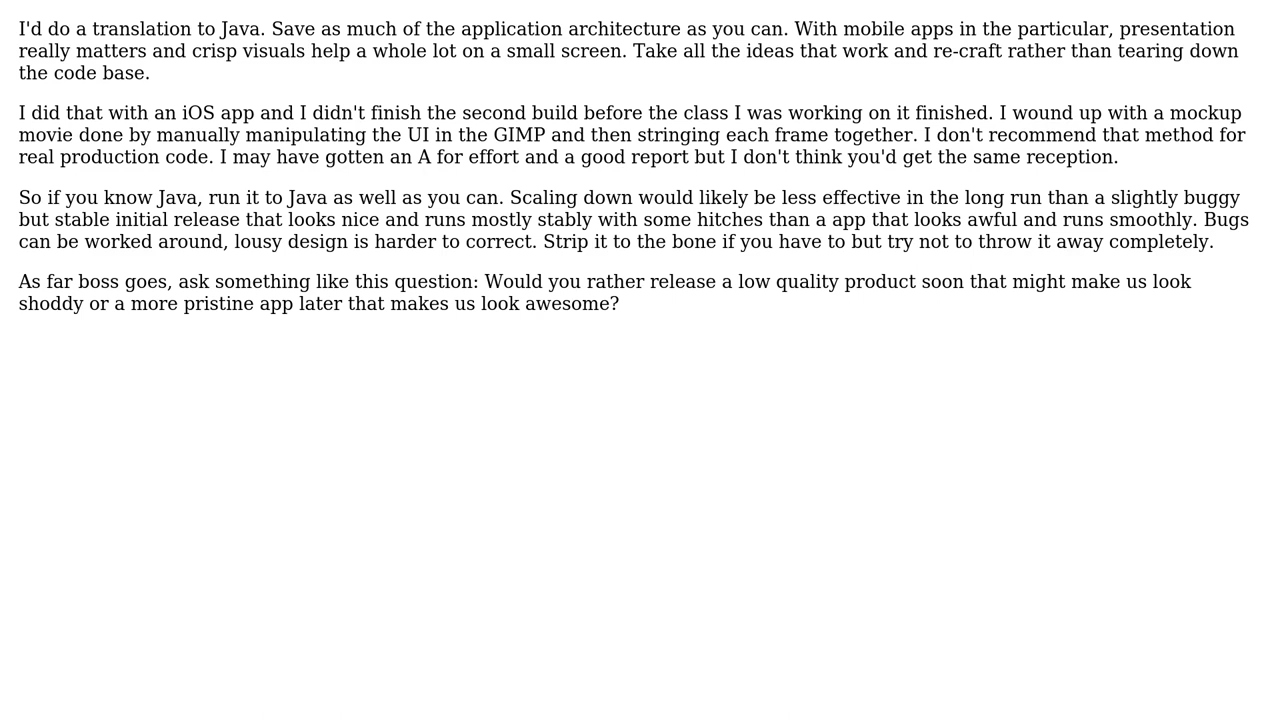 I'd do a translation to Java. Save as much of the application architecture as you can. With mobile apps in the particular, presentation
really matters and crisp visuals help a whole lot on a small screen. Take all the ideas that work and re-craft rather than tearing down
the code base.
I did that with an iOS app and I didn't finish the second build before the class I was working on it finished. I wound up with a mockup
movie done by manually manipulating the UI in the GIMP and then stringing each frame together. I don't recommend that method for
real production code. I may have gotten an A for effort and a good report but I don't think you'd get the same reception.
So if you know Java, run it to Java as well as you can. Scaling down would likely be less effective in the long run than a slightly buggy
but stable initial release that looks nice and runs mostly stably with some hitches than a app that looks awful and runs smoothly. Bugs
can be worked around, lousy design is harder to correct. Strip it to the bone if you have to but try not to throw it away completely.
As far boss goes, ask something like this question: Would you rather release a low quality product soon that might make us look
shoddy or a more pristine app later that makes us look awesome?